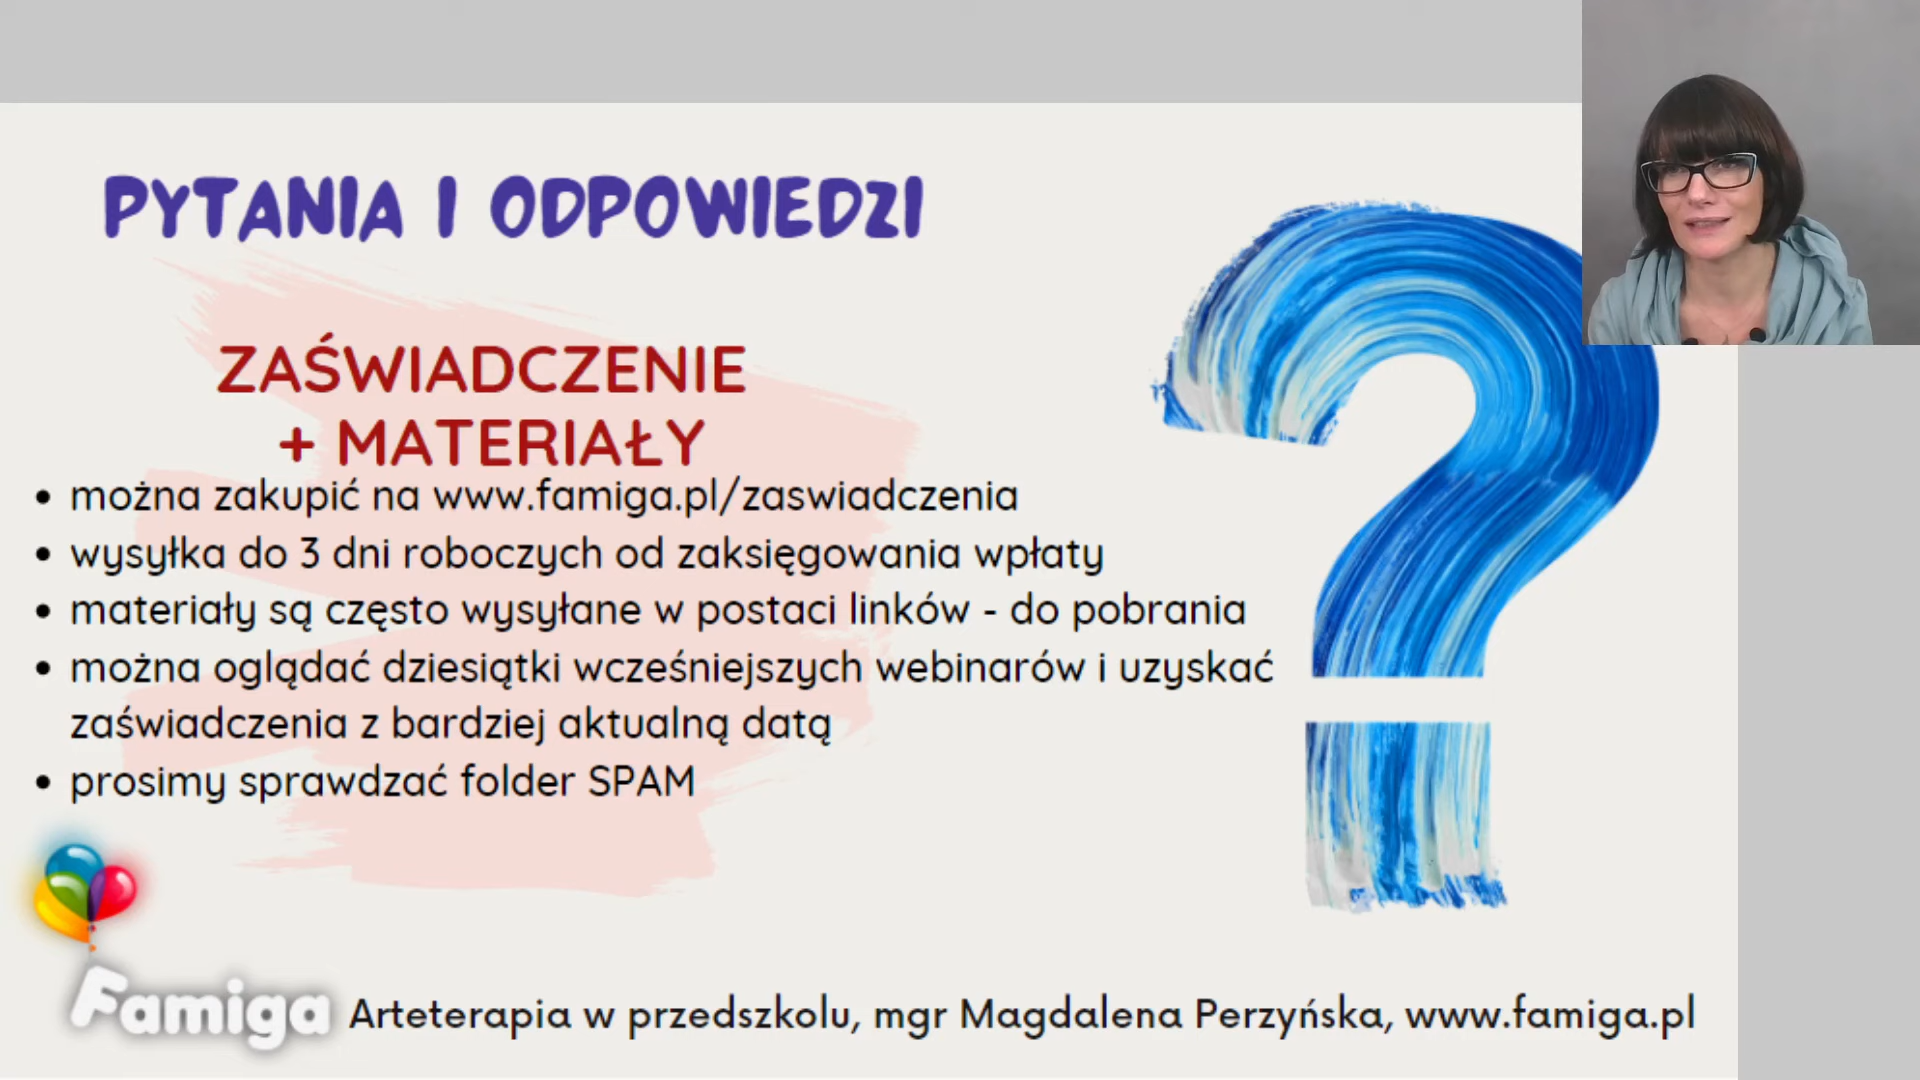 PYTANIA I ODPOWIEDZI
ZAŚWIADCZENIE
+ MATERIAŁY
• można zakupić na www.famiga.pl/zaswiadczenia
• wysyłka do 3 dni roboczych od zaksięgowania wpłaty
• materiały są często wysyłane w postaci linków - do pobrania
• można oglądać dziesiątki wcześniejszych webinarów i uzyskać
zaświadczenia z bardziej aktualną datą
• prosimy sprawdzać folder SPAM
Famiga
Arteterapia w przedszkolu, mgr Magdalena Perzyńska, www.famiga.pl